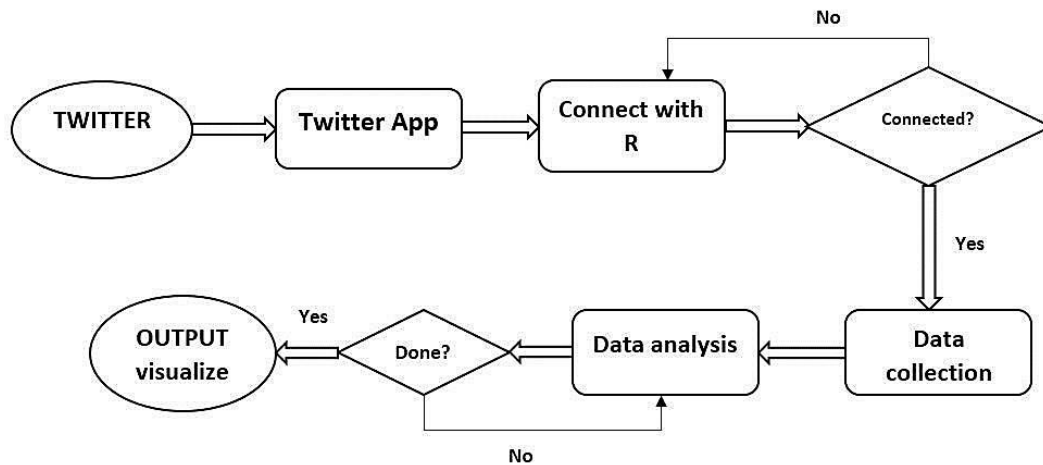 No
TWITTER
Twitter App
Connect with
R
Connected?
Yes
Data
collection
Data analysis
Done?
No
Yes
OUTPUT
visualize